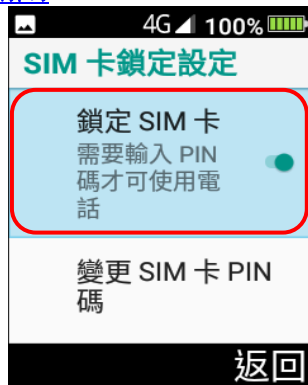 4G 100%
SIM 卡鎖定設定
鎖定 SIM 卡
需要輸入 PIN
碼才可使用電
話
變更 SIM 卡 PIN
碼
返回